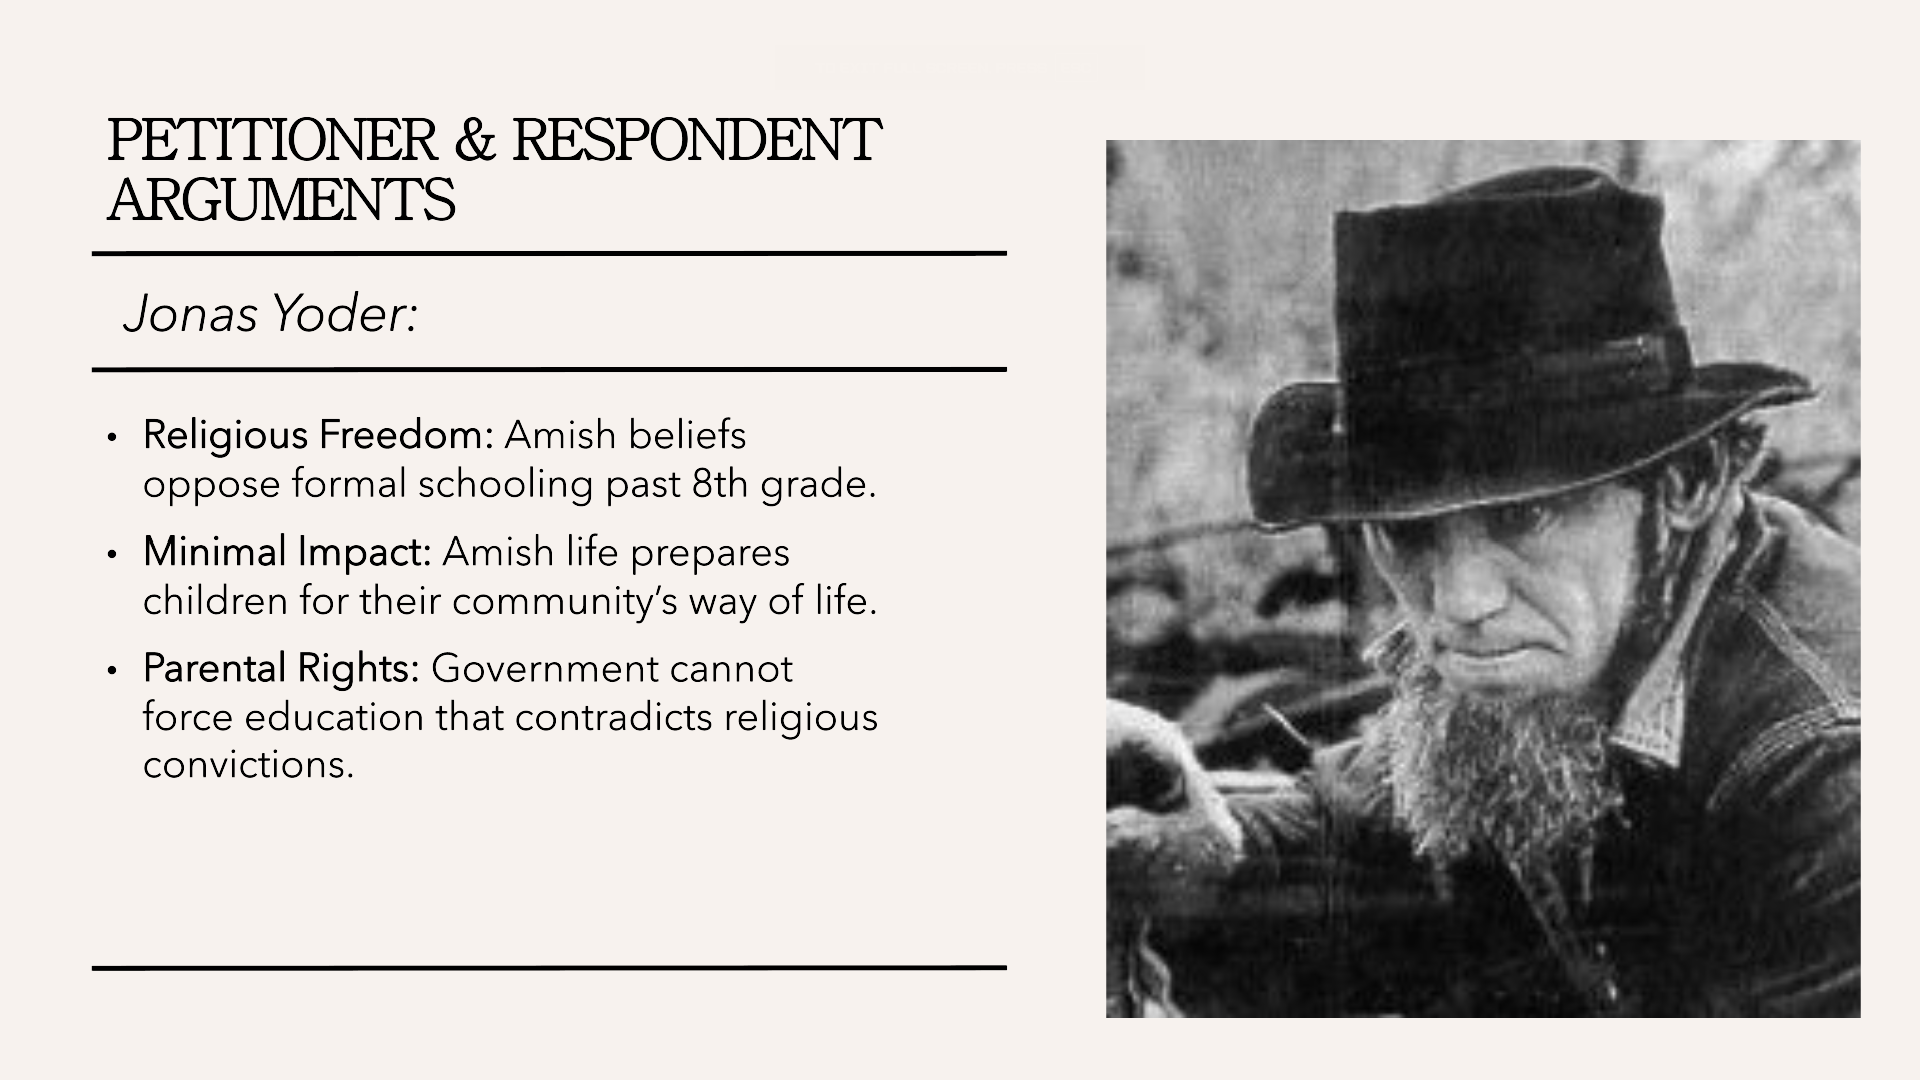 PETITIONER & RESPONDENT
ARGUMENTS
Jonas Yoder:
• Religious Freedom: Amish beliefs
oppose formal schooling past 8th grade.
• Minimal Impact: Amish life prepares
children for their community’s way of life.
• Parental Rights: Government cannot
force education that contradicts religious
convictions.